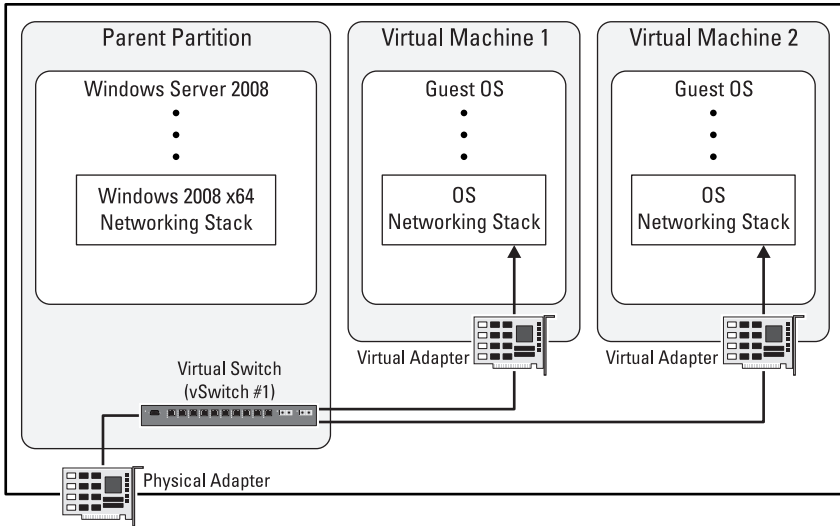 Parent Partition
Windows Server 2008
Windows 2008 x64
Networking Stack
Virtual Switch
(vSwitch #1)
Physical Adapter
Virtual Machine 1
Guest OS
OS
Networking Stack
Virtual Adapter
Virtual Machine 2
Guest OS
OS
Networking Stack
Virtual Adapter